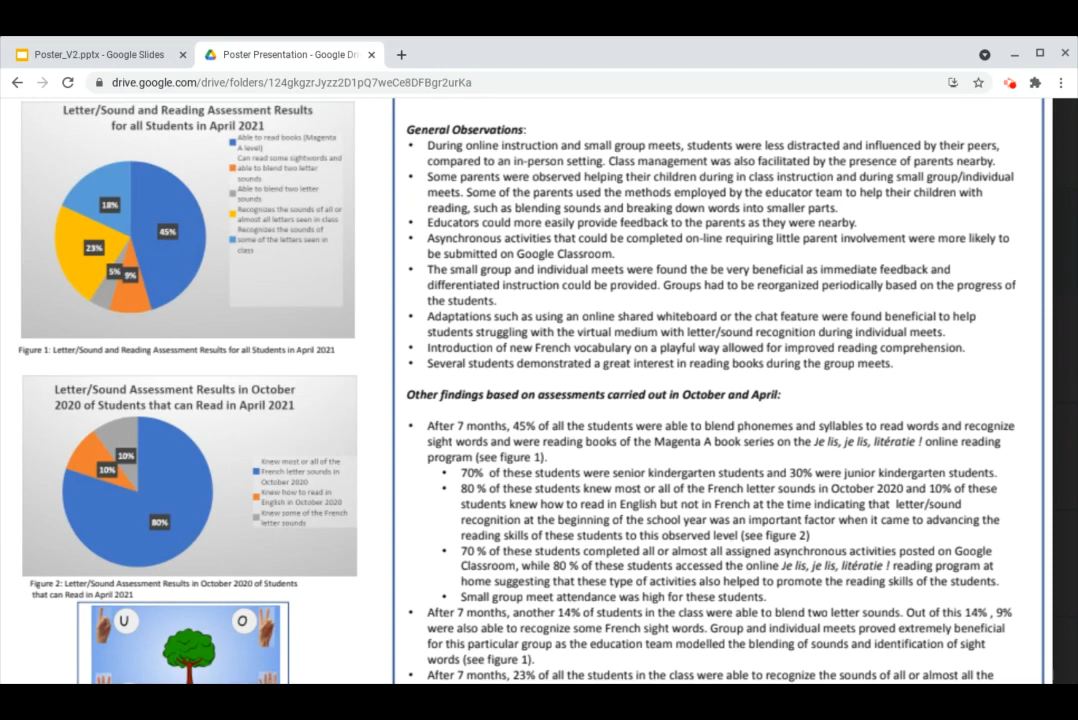 Poster_V2.pptx - Google Slides
Poster Presentation - Google Dri
drive.google.com/drive/folders/124gkgzrJyzz2D1pQ7weCe8DFBgr2urKa
Letter/Sound and Reading Assessment Results
for all Students in April 2021
Able to read books (Magenta
A level)
Can read some sightwords and
able to blend two letter
sounds
Able to blend two letter
sounds
Recognizes the sounds of all or
almost all letters seen in class
Recognizes the sounds of
some of the letters seen in
class
18%
45%
23%
5%
9%
Figure 1: Letter/Sound and Reading Assessment Results for all Students in April 2021
Letter/Sound Assessment Results in October
2020 of Students that can Read in April 2021
10%
10%
80%
Knew most or all of the
French letter sounds in
October 2020
Knew how to read in
English in October 2020
Knew some of the French
letter sounds
Figure 2: Letter/Sound Assessment Results in October 2020 of Students
that can Read in April 2021
U
O
General Observations:
• During online instruction and small group meets, students were less distracted and influenced by their peers,
compared to an in-person setting. Class management was also facilitated by the presence of parents nearby.
• Some parents were observed helping their children during in class instruction and during small group/individual
meets. Some of the parents used the methods employed by the educator team to help their children with
reading, such as blending sounds and breaking down words into smaller parts.
• Educators could more easily provide feedback to the parents as they were nearby.
• Asynchronous activities that could be completed on-line requiring little parent involvement were more likely to
be submitted on Google Classroom.
• The small group and individual meets were found the be very beneficial as immediate feedback and
differentiated instruction could be provided. Groups had to be reorganized periodically based on the progress of
the students.
• Adaptations such as using an online shared whiteboard or the chat feature were found beneficial to help
students struggling with the virtual medium with letter/sound recognition during individual meets.
• Introduction of new French vocabulary on a playful way allowed for improved reading comprehension.
• Several students demonstrated a great interest in reading books during the group meets.
Other findings based on assessments carried out in October and April:
• After 7 months, 45% of all the students were able to blend phonemes and syllables to read words and recognize
sight words and were reading books of the Magenta A book series on the Je lis, je lis, litératie ! online reading
program (see figure 1).
• 70% of these students were senior kindergarten students and 30% were junior kindergarten students.
• 80 % of these students knew most or all of the French letter sounds in October 2020 and 10% of these
students knew how to read in English but not in French at the time indicating that letter/sound
recognition at the beginning of the school year was an important factor when it came to advancing the
reading skills of these students to this observed level (see figure 2)
• 70 % of these students completed all or almost all assigned asynchronous activities posted on Google
Classroom, while 80 % of these students accessed the online Je lis, je lis, litératie ! reading program at
home suggesting that these type of activities also helped to promote the reading skills of the students.
• Small group meet attendance was high for these students.
• After 7 months, another 14% of students in the class were able to blend two letter sounds. Out of this 14% , 9%
were also able to recognize some French sight words. Group and individual meets proved extremely beneficial
for this particular group as the education team modelled the blending of sounds and identification of sight
words (see figure 1).
• After 7 months, 23% of all the students in the class were able to recognize the sounds of all or almost all the